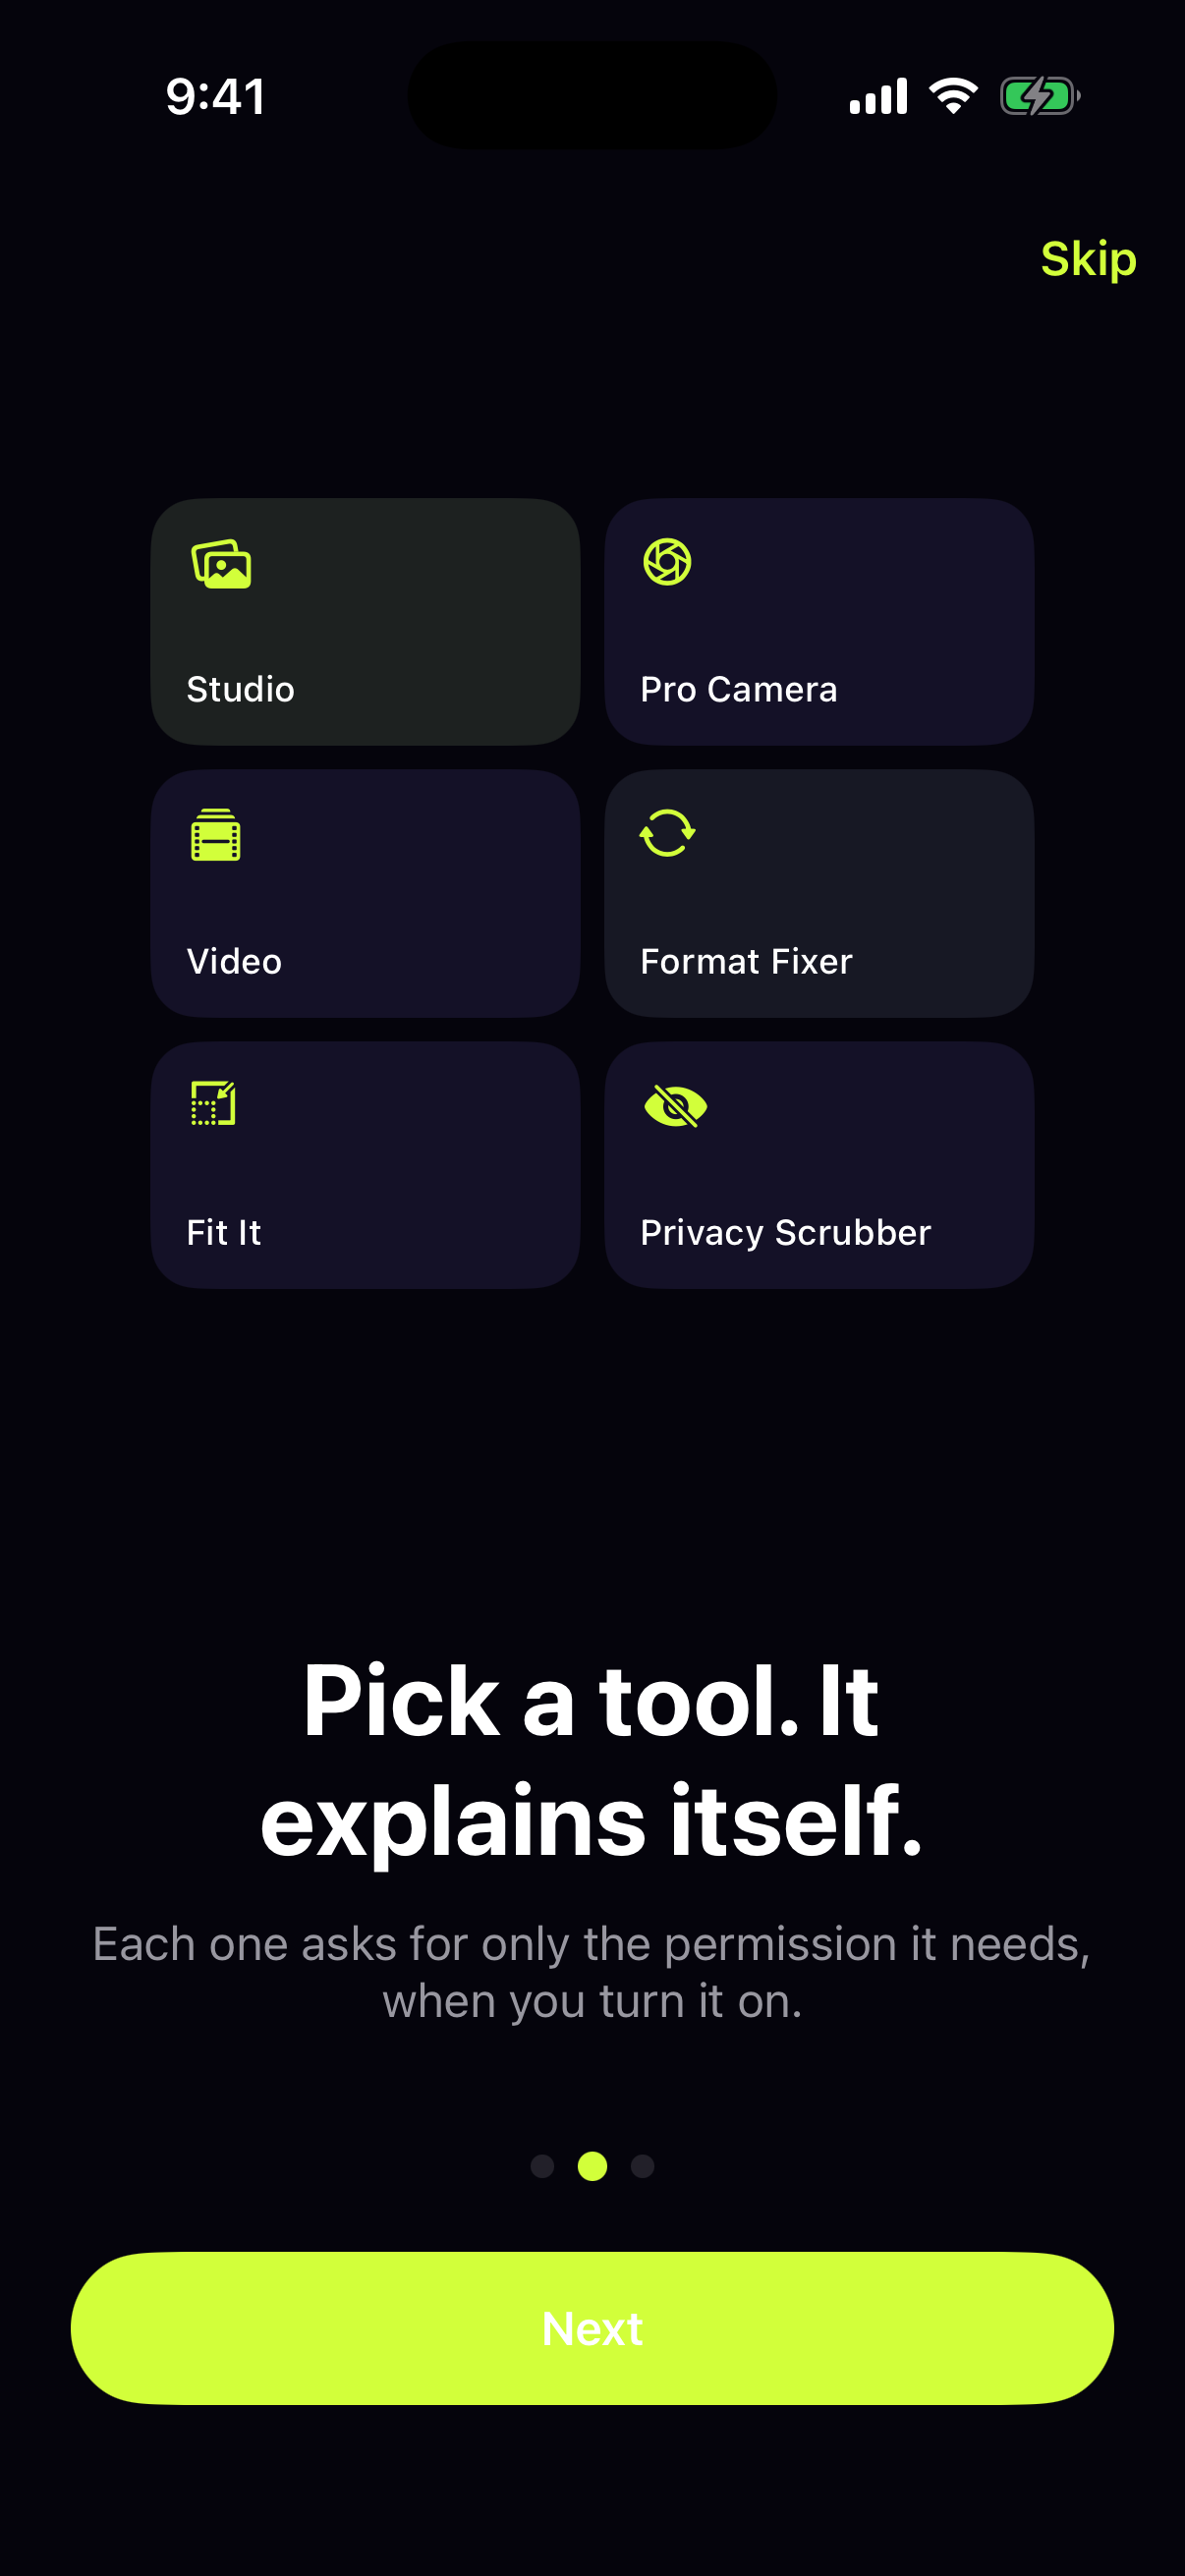 9:41
Skip
Studio
Pro Camera
Video
Format Fixer
Fit It
Privacy Scrubber
Pick a tool. It
explains itself.
Each one asks for only the permission it needs,
when you turn it on.
Next